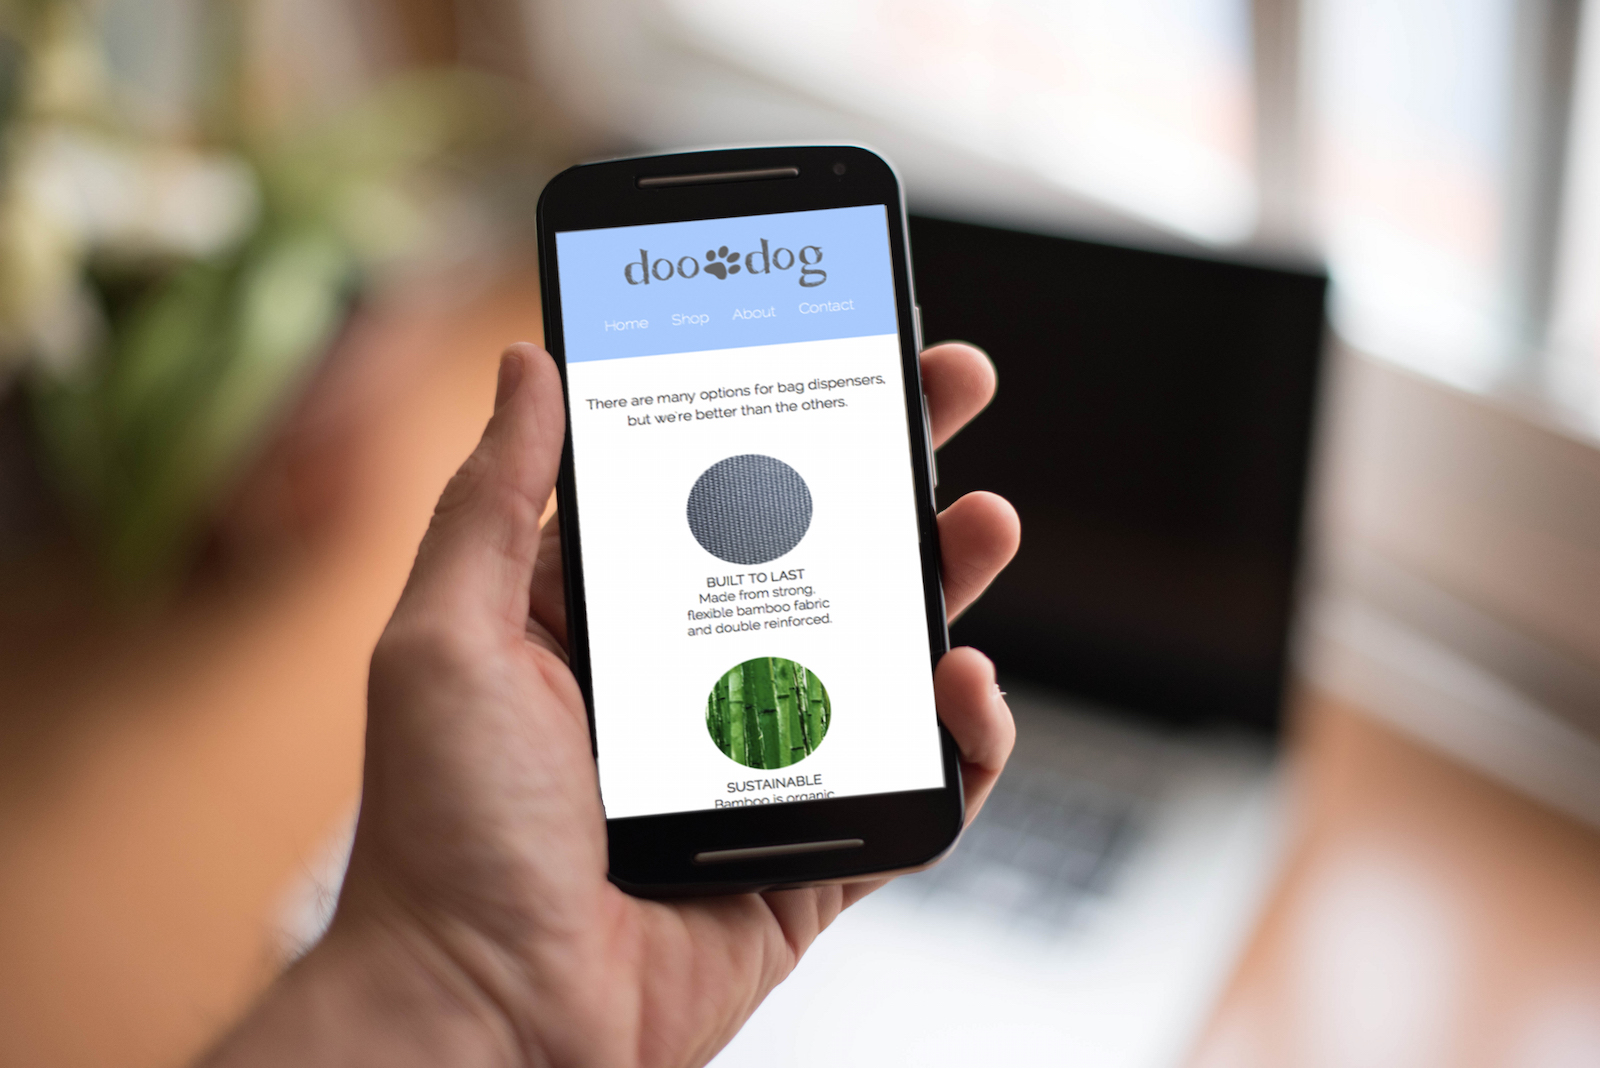 doo dog
Home Shop About Contact
There are many options for bag dispensers,
but we're better than the others.
BUILT TO LAST
Made from strong,
flexible bamboo fabric
and double reinforced.
SUSTAINABLE
Bamboo is organic